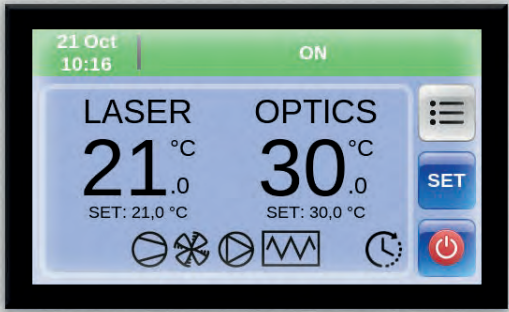 21 Oct
10:16
ON
LASER OPTICS
21.0 °C 30.0 °C
SET: 21,0 °C SET: 30,0 °C
SET